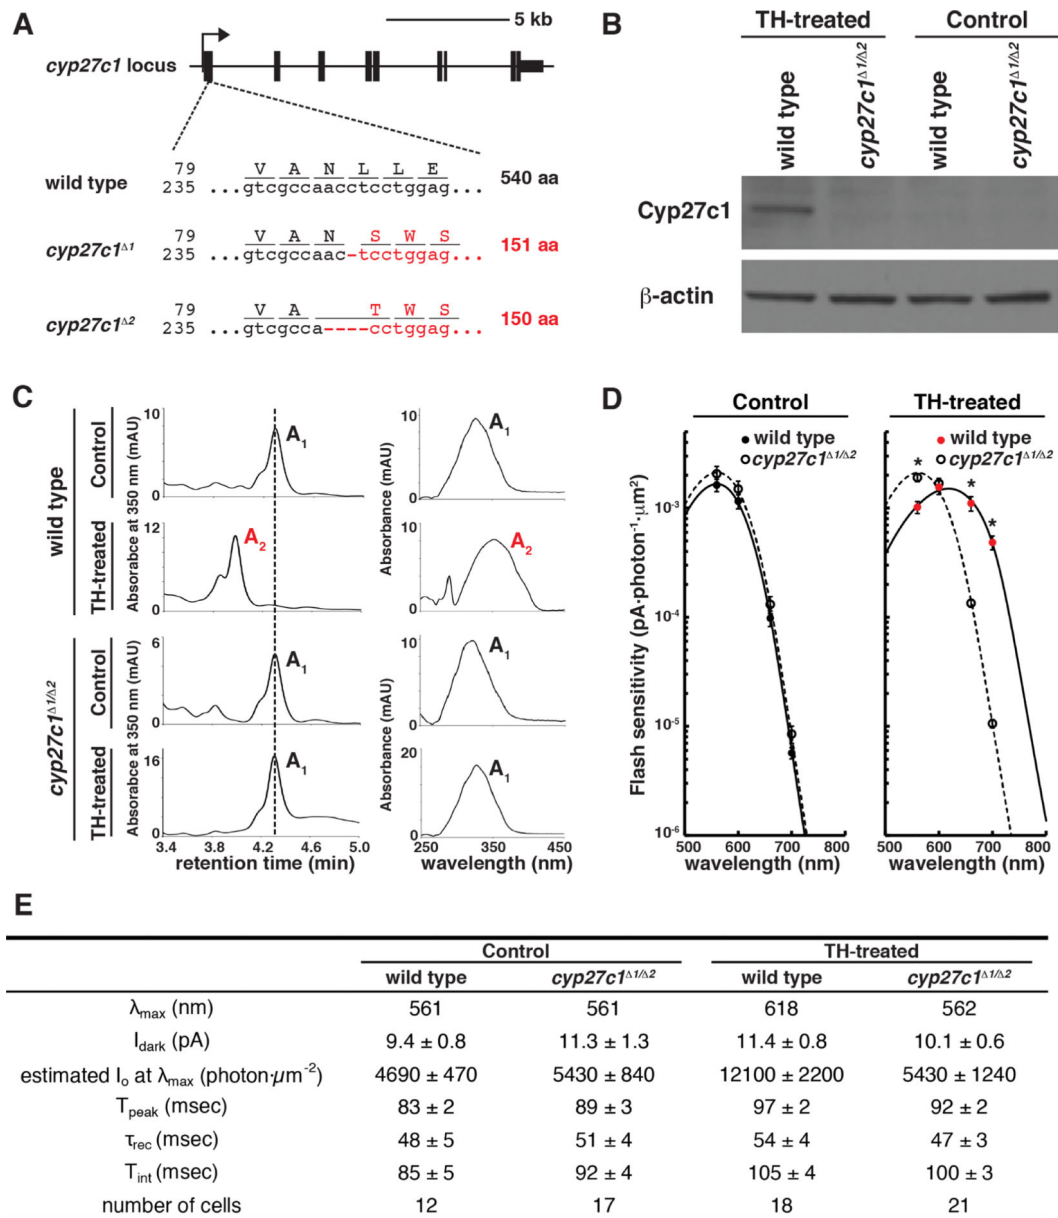 A
5 kb
cyp27c1 locus
79 V A N L L E
wild type 235 ...gtcgccaacctcctggag... 540 aa
79 V A N S W S
cyp27c1Δ1 235 ...gtcgccaac-tcctggag... 151 aa
79 V A T W S
cyp27c1Δ2 235 ...gtcgcca----cctggag... 150 aa
B
TH-treated Control
wild type cyp27c1Δ1/Δ2 wild type cyp27c1Δ1/Δ2
Cyp27c1
β-actin
C
wild type
Control
TH-treated
cyp27c1Δ1/Δ2
Control
TH-treated
Absorabce at 350 nm (mAU)
10
0
A1
12
0
A2
Absorabce at 350 nm (mAU)
6
0
A1
16
0
A1
3.4 4.2 4.6 5.0
retention time (min)
Absorbance (mAU)
10
0
A1
10
0
A2
Absorbance (mAU)
10
0
A1
20
0
A1
250 350 450
wavelength (nm)
D
Control TH-treated
wild type
cyp27c1Δ1/Δ2
wild type
cyp27c1Δ1/Δ2
* * *
Flash sensitivity (pA·photon-1·μm2)
10-3
10-4
10-5
10-6
500 600 700 800
wavelength (nm)
10-3
10-4
10-5
10-6
500 600 700 800
wavelength (nm)
E
Control TH-treated
wild type cyp27c1Δ1/Δ2 wild type cyp27c1Δ1/Δ2
λmax (nm) 561 561 618 562
Idark (pA) 9.4 ± 0.8 11.3 ± 1.3 11.4 ± 0.8 10.1 ± 0.6
estimated Io at λmax (photon·μm-2) 4690 ± 470 5430 ± 840 12100 ± 2200 5430 ± 1240
Tpeak (msec) 83 ± 2 89 ± 3 97 ± 2 92 ± 2
τrec (msec) 48 ± 5 51 ± 4 54 ± 4 47 ± 3
Tint (msec) 85 ± 5 92 ± 4 105 ± 4 100 ± 3
number of cells 12 17 18 21